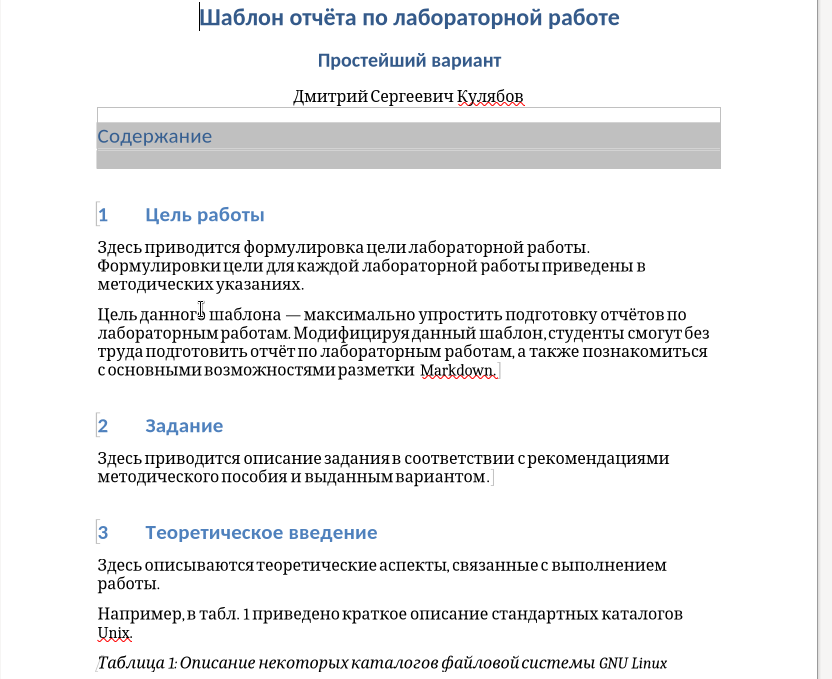 Шаблон отчёта по лабораторной работе
Простейший вариант
Дмитрий Сергеевич Кулябов
Содержание
1 Цель работы
Здесь приводится формулировка цели лабораторной работы.
Формулировки цели для каждой лабораторной работы приведены в
методических указаниях.
Цель данного шаблона — максимально упростить подготовку отчётов по
лабораторным работам. Модифицируя данный шаблон, студенты смогут без
труда подготовить отчёт по лабораторным работам, а также познакомиться
с основными возможностями разметки Markdown.
2 Задание
Здесь приводится описание задания в соответствии с рекомендациями
методического пособия и выданным вариантом.
3 Теоретическое введение
Здесь описываются теоретические аспекты, связанные с выполнением
работы.
Например, в табл. 1 приведено краткое описание стандартных каталогов
Unix.
Таблица 1: Описание некоторых каталогов файловой системы GNU Linux